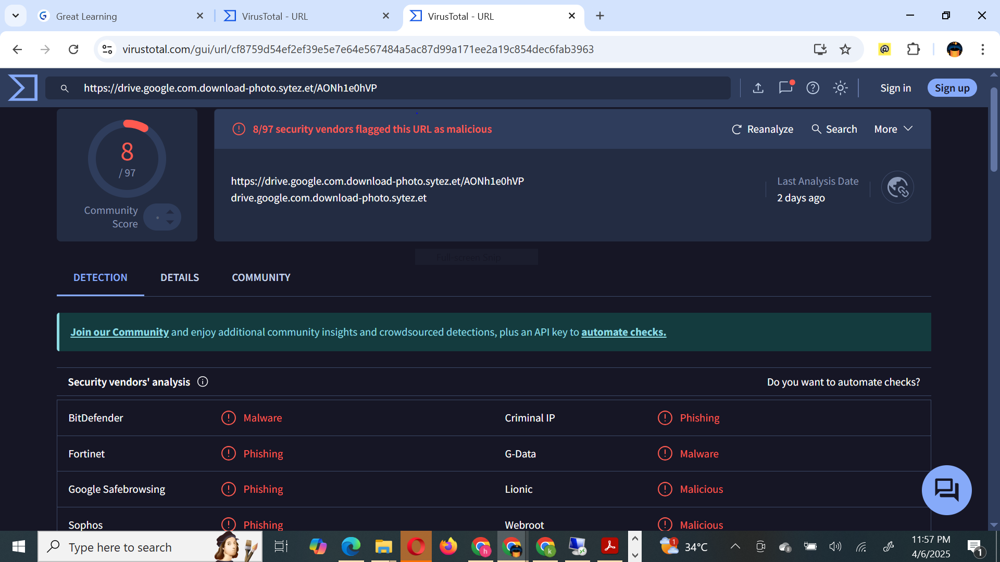 Great Learning
VirusTotal - URL
VirusTotal - URL
virustotal.com/gui/url/cf8759d54ef2ef39e5e7e64e567484a5ac87d99a171ee2a19c854dec6fab3963
https://drive.google.com.download-photo.sytez.et/AONh1e0hVP
Sign in
Sign up
8
/ 97
Community
Score
8/97 security vendors flagged this URL as malicious
Reanalyze
Search
More
https://drive.google.com.download-photo.sytez.et/AONh1e0hVP
drive.google.com.download-photo.sytez.et
Last Analysis Date
2 days ago
Full-screen Snip
DETECTION
DETAILS
COMMUNITY
Join our Community and enjoy additional community insights and crowdsourced detections, plus an API key to automate checks.
Security vendors' analysis
Do you want to automate checks?
BitDefender
Malware
Criminal IP
Phishing
Fortinet
Phishing
G-Data
Malware
Google Safebrowsing
Phishing
Lionic
Malicious
Sophos
Phishing
Webroot
Malicious
Type here to search
h
k
1
34°C
11:57 PM
4/6/2025
1